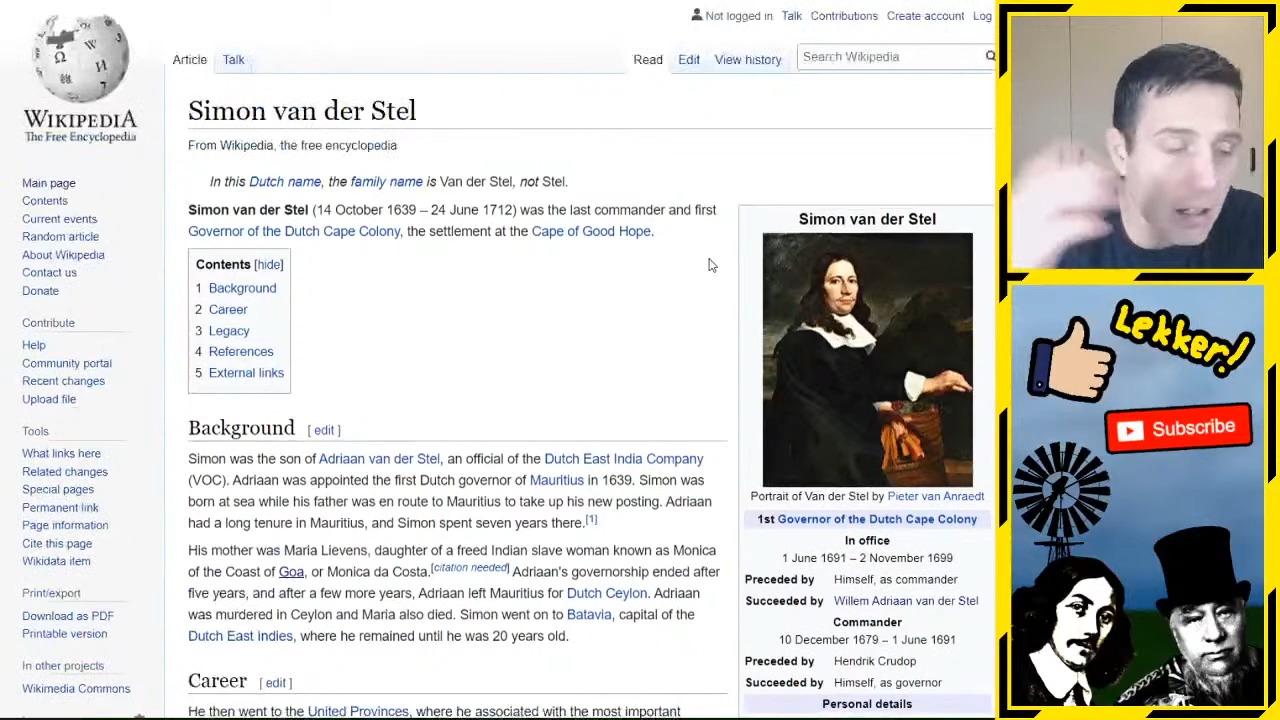 Not logged in Talk Contributions Create account Log
Article Talk Read Edit View history Search Wikipedia
WIKIPEDIA
The Free Encyclopedia
Main page
Contents
Current events
Random article
About Wikipedia
Contact us
Donate
Contribute
Help
Community portal
Recent changes
Upload file
Tools
What links here
Related changes
Special pages
Permanent link
Page information
Cite this page
Wikidata item
Print/export
Download as PDF
Printable version
In other projects
Wikimedia Commons
Simon van der Stel
From Wikipedia, the free encyclopedia
In this Dutch name, the family name is Van der Stel, not Stel.
Simon van der Stel (14 October 1639 – 24 June 1712) was the last commander and first
Governor of the Dutch Cape Colony, the settlement at the Cape of Good Hope.
Contents [hide]
1 Background
2 Career
3 Legacy
4 References
5 External links
Background [ edit ]
Simon was the son of Adriaan van der Stel, an official of the Dutch East India Company
(VOC). Adriaan was appointed the first Dutch governor of Mauritius in 1639. Simon was
born at sea while his father was en route to Mauritius to take up his new posting. Adriaan
had a long tenure in Mauritius, and Simon spent seven years there.[1]
His mother was Maria Lievens, daughter of a freed Indian slave woman known as Monica
of the Coast of Goa, or Monica da Costa.[citation needed] Adriaan's governorship ended after
five years, and after a few more years, Adriaan left Mauritius for Dutch Ceylon. Adriaan
was murdered in Ceylon and Maria also died. Simon went on to Batavia, capital of the
Dutch East Indies, where he remained until he was 20 years old.
Career [ edit ]
He then went to the United Provinces, where he associated with the most important
Simon van der Stel
Portrait of Van der Stel by Pieter van Anraedt
1st Governor of the Dutch Cape Colony
In office
1 June 1691 – 2 November 1699
Preceded by Himself, as commander
Succeeded by Willem Adriaan van der Stel
Commander
10 December 1679 – 1 June 1691
Preceded by Hendrik Crudop
Succeeded by Himself, as governor
Personal details
Lekker!
Subscribe